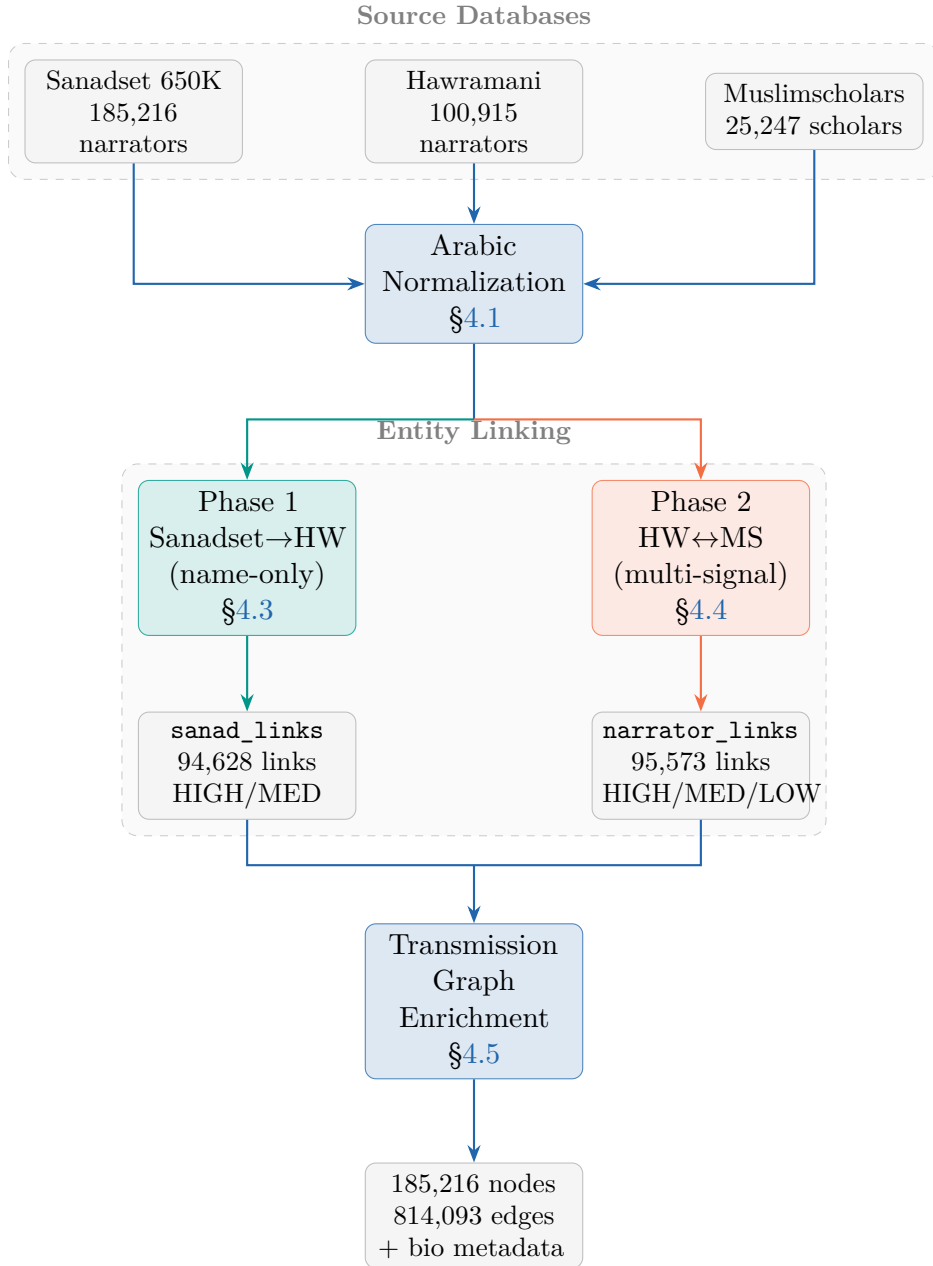 Source Databases
Sanadset 650K
185,216
narrators
Hawramani
100,915
narrators
Muslimscholars
25,247 scholars
Arabic
Normalization
§4.1
Entity Linking
Phase 1
Sanadset→HW
(name-only)
§4.3
Phase 2
HW↔MS
(multi-signal)
§4.4
sanad_links
94,628 links
HIGH/MED
narrator_links
95,573 links
HIGH/MED/LOW
Transmission
Graph
Enrichment
§4.5
185,216 nodes
814,093 edges
+ bio metadata